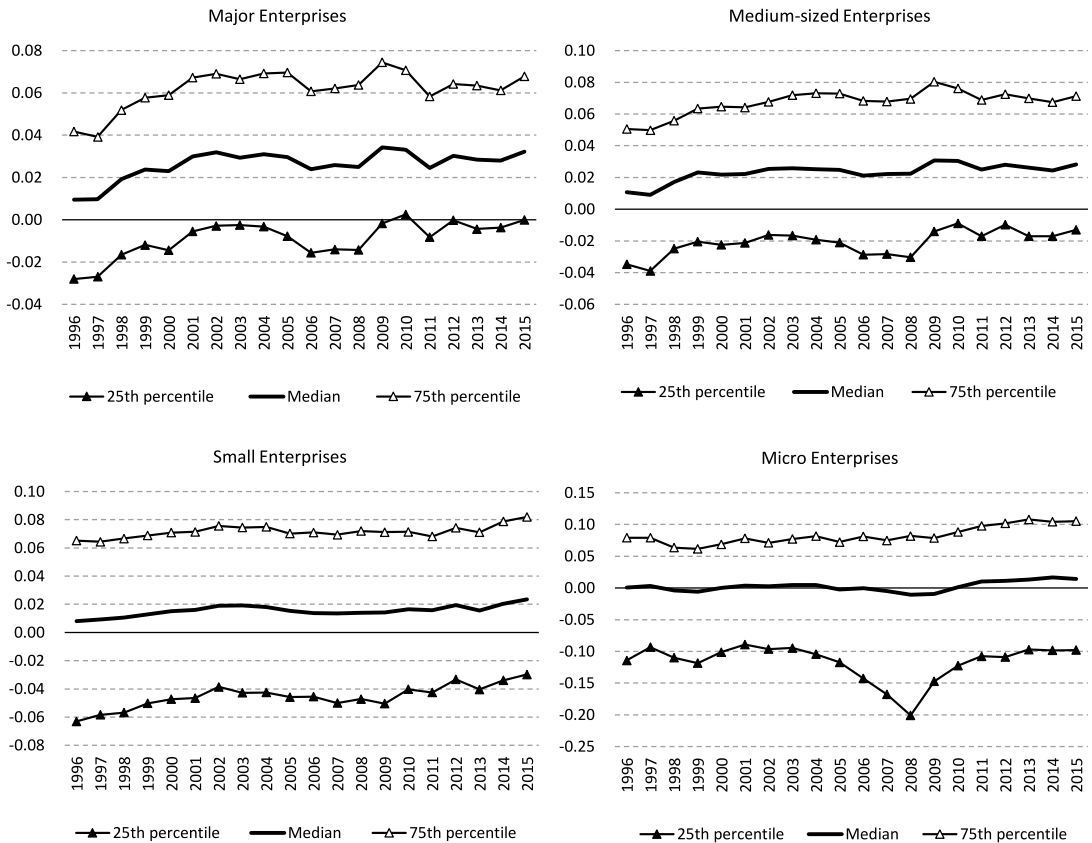 Major Enterprises
0.08
0.06
0.04
0.02
0.00
-0.02
-0.04
1996 1997 1998 1999 2000 2001 2002 2003 2004 2005 2006 2007 2008 2009 2010 2011 2012 2013 2014 2015
25th percentile Median 75th percentile
Medium-sized Enterprises
0.10
0.08
0.06
0.04
0.02
0.00
-0.02
-0.04
-0.06
1996 1997 1998 1999 2000 2001 2002 2003 2004 2005 2006 2007 2008 2009 2010 2011 2012 2013 2014 2015
25th percentile Median 75th percentile
Small Enterprises
0.10
0.08
0.06
0.04
0.02
0.00
-0.02
-0.04
-0.06
-0.08
1996 1997 1998 1999 2000 2001 2002 2003 2004 2005 2006 2007 2008 2009 2010 2011 2012 2013 2014 2015
25th percentile Median 75th percentile
Micro Enterprises
0.15
0.10
0.05
0.00
-0.05
-0.10
-0.15
-0.20
-0.25
1996 1997 1998 1999 2000 2001 2002 2003 2004 2005 2006 2007 2008 2009 2010 2011 2012 2013 2014 2015
25th percentile Median 75th percentile